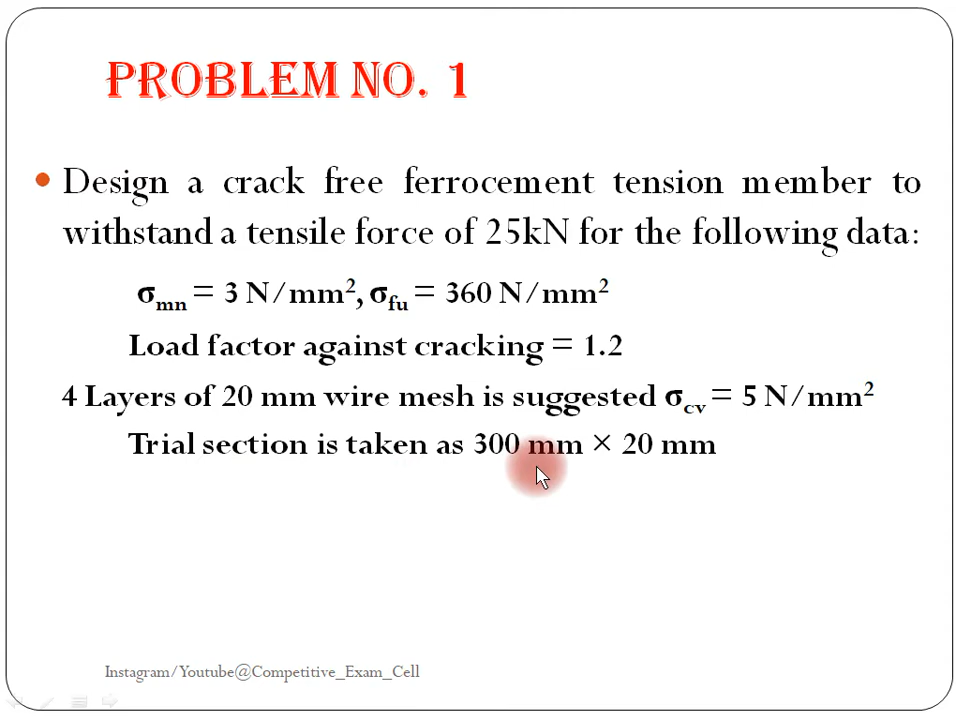 PROBLEM NO. 1
• Design a crack free ferrocement tension member to
withstand a tensile force of 25kN for the following data:
σmn = 3 N/mm², σfu = 360 N/mm²
Load factor against cracking = 1.2
4 Layers of 20 mm wire mesh is suggested σcv = 5 N/mm²
Trial section is taken as 300 mm × 20 mm
Instagram/Youtube@Competitive_Exam_Cell